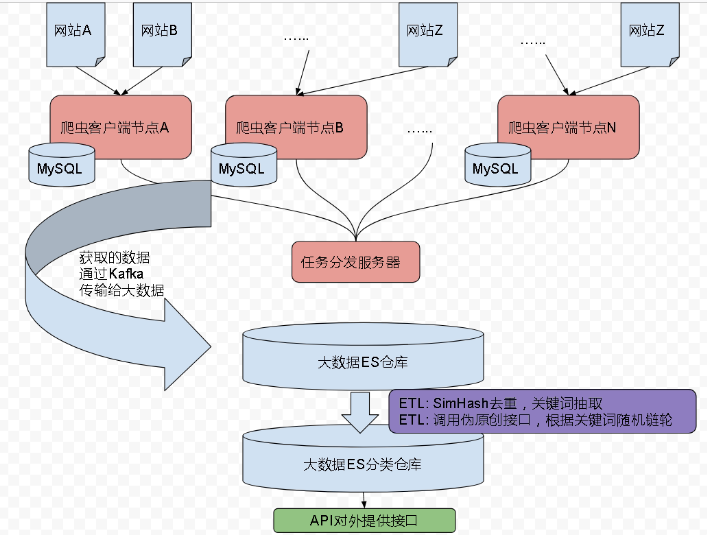 网站A
网站B
……
网站Z
……
网站Z
爬虫客户端节点A
爬虫客户端节点B
……
爬虫客户端节点N
MySQL
MySQL
MySQL
获取的数据
通过Kafka
传输给大数据
任务分发服务器
大数据ES仓库
ETL: SimHash去重，关键词抽取
ETL: 调用伪原创接口，根据关键词随机链轮
大数据ES分类仓库
API对外提供接口